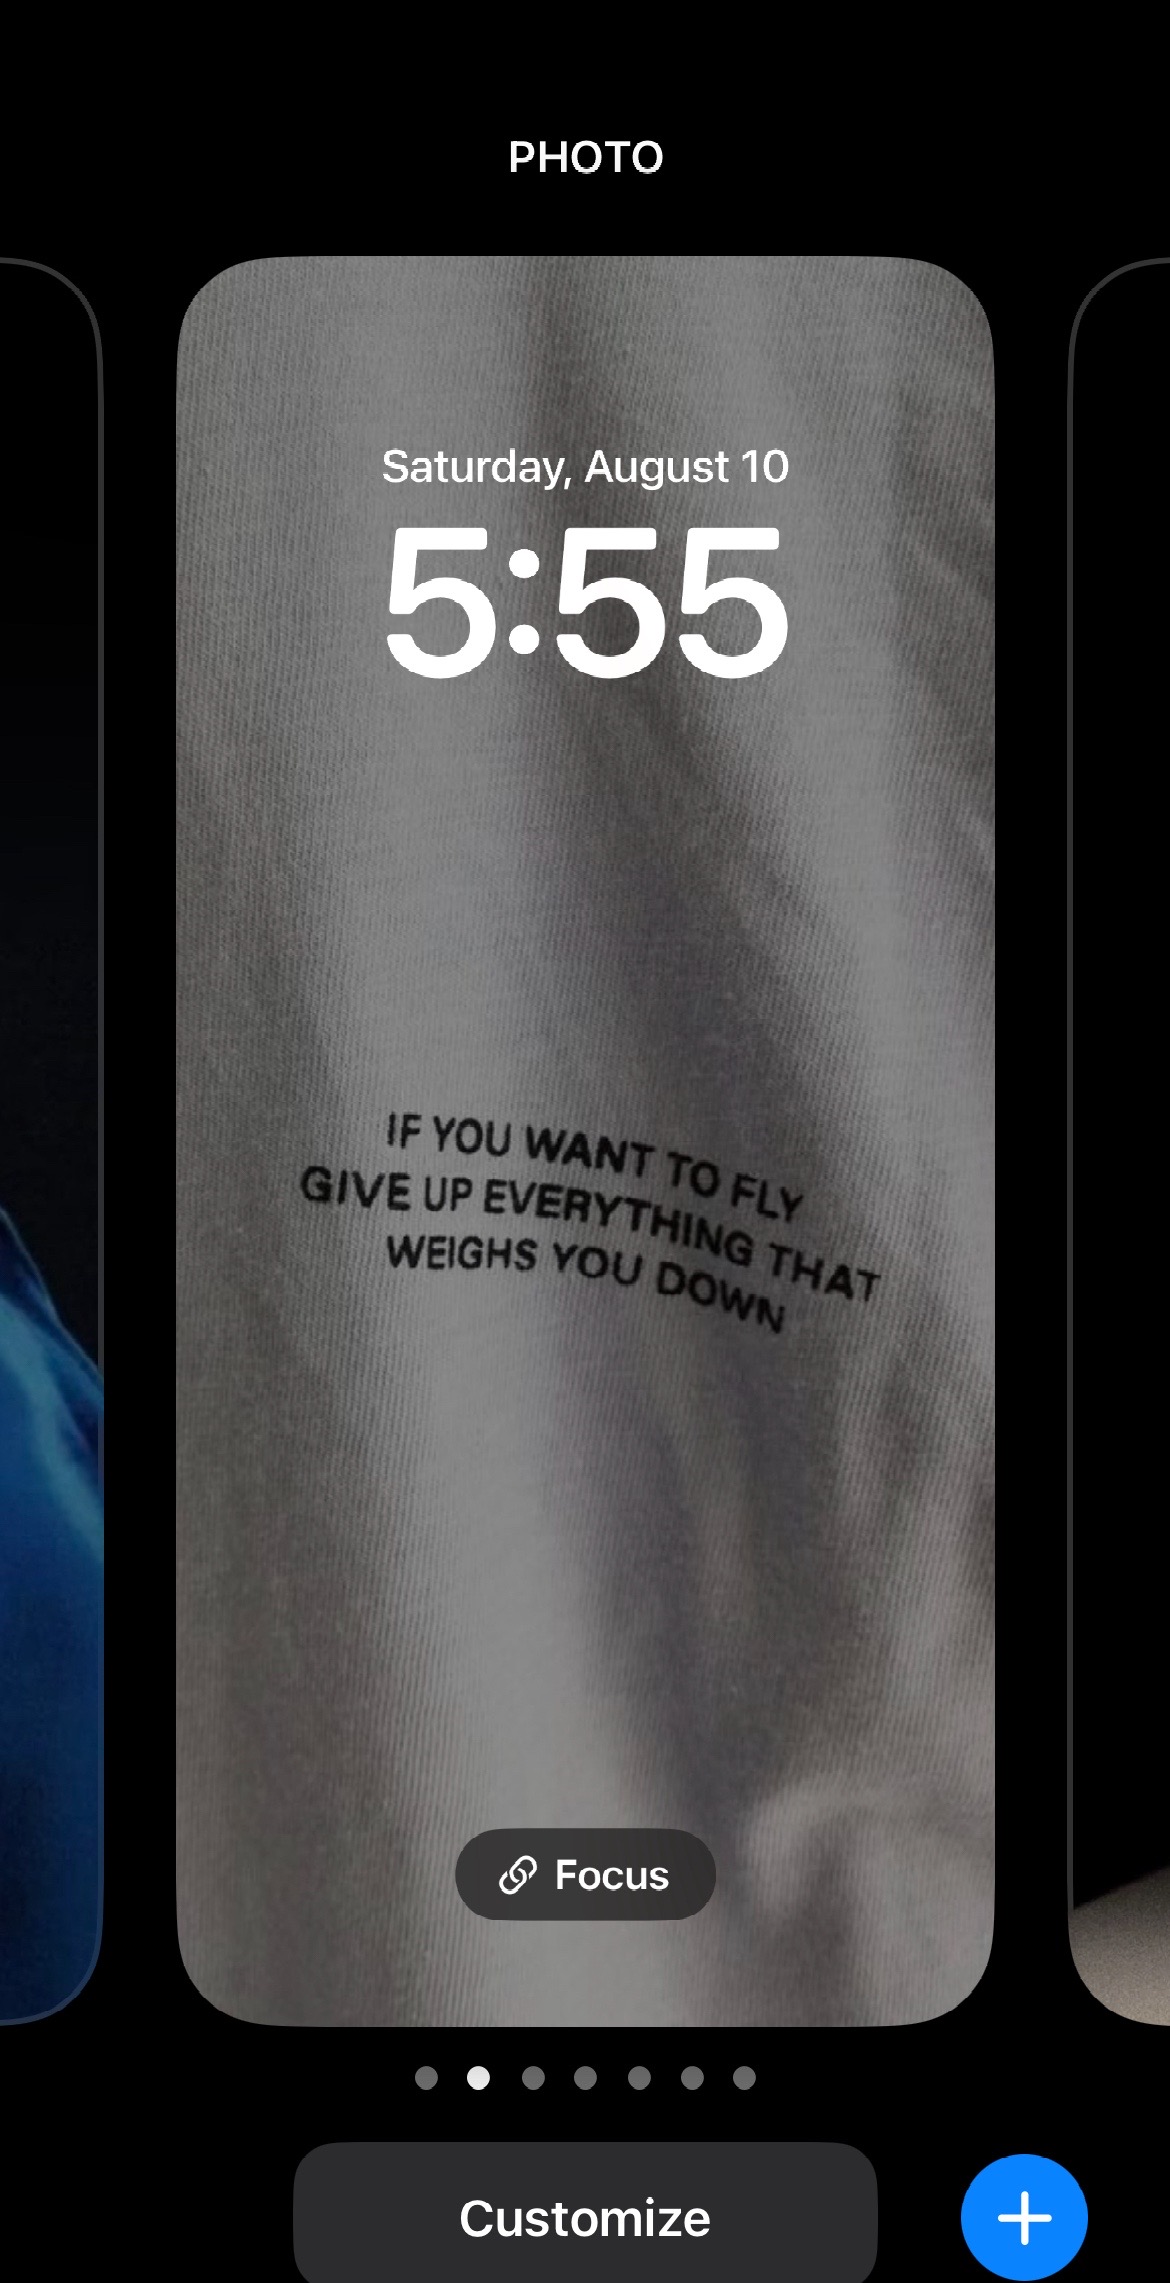 PHOTO
Saturday, August 10
5:55
IF YOU WANT TO FLY
GIVE UP EVERYTHING THAT
WEIGHS YOU DOWN
Focus
Customize